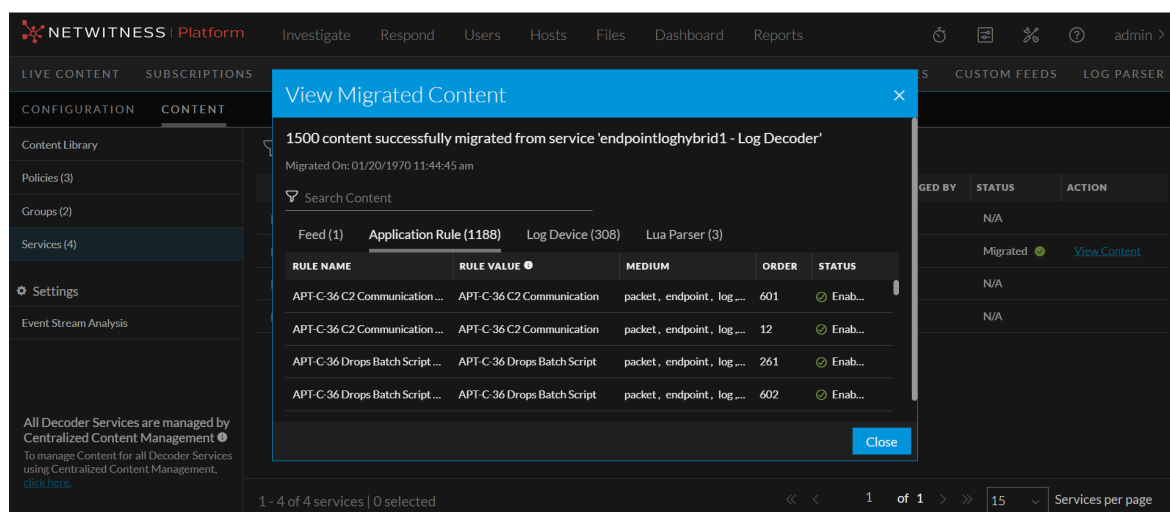 NETWITNESS | Platform
Investigate Respond Users Hosts Files Dashboard Reports admin >
LIVE CONTENT SUBSCRIPTIONS CUSTOM FEEDS LOG PARSER
CONFIGURATION CONTENT
View Migrated Content ×
1500 content successfully migrated from service 'endpointloghybrid1 - Log Decoder'
Migrated On: 01/20/1970 11:44:45 am
Search Content
Feed (1) Application Rule (1188) Log Device (308) Lua Parser (3)
RULE NAME RULE VALUE MEDIUM ORDER STATUS
APT-C-36 C2 Communication ... APT-C-36 C2 Communication packet , endpoint , log ,... 601 Enab...
APT-C-36 C2 Communication ... APT-C-36 C2 Communication packet , endpoint , log ,... 12 Enab...
APT-C-36 Drops Batch Script ... APT-C-36 Drops Batch Script packet , endpoint , log ,... 261 Enab...
APT-C-36 Drops Batch Script ... APT-C-36 Drops Batch Script packet , endpoint , log ,... 602 Enab...
Close
Content Library
Policies (3)
Groups (2)
Services (4)
Settings
Event Stream Analysis
All Decoder Services are managed by
Centralized Content Management
To manage Content for all Decoder Services
using Centralized Content Management,
click here.
GED BY STATUS ACTION
N/A
Migrated View Content
N/A
N/A
1 - 4 of 4 services | 0 selected << < 1 of 1 > >> 15 Services per page